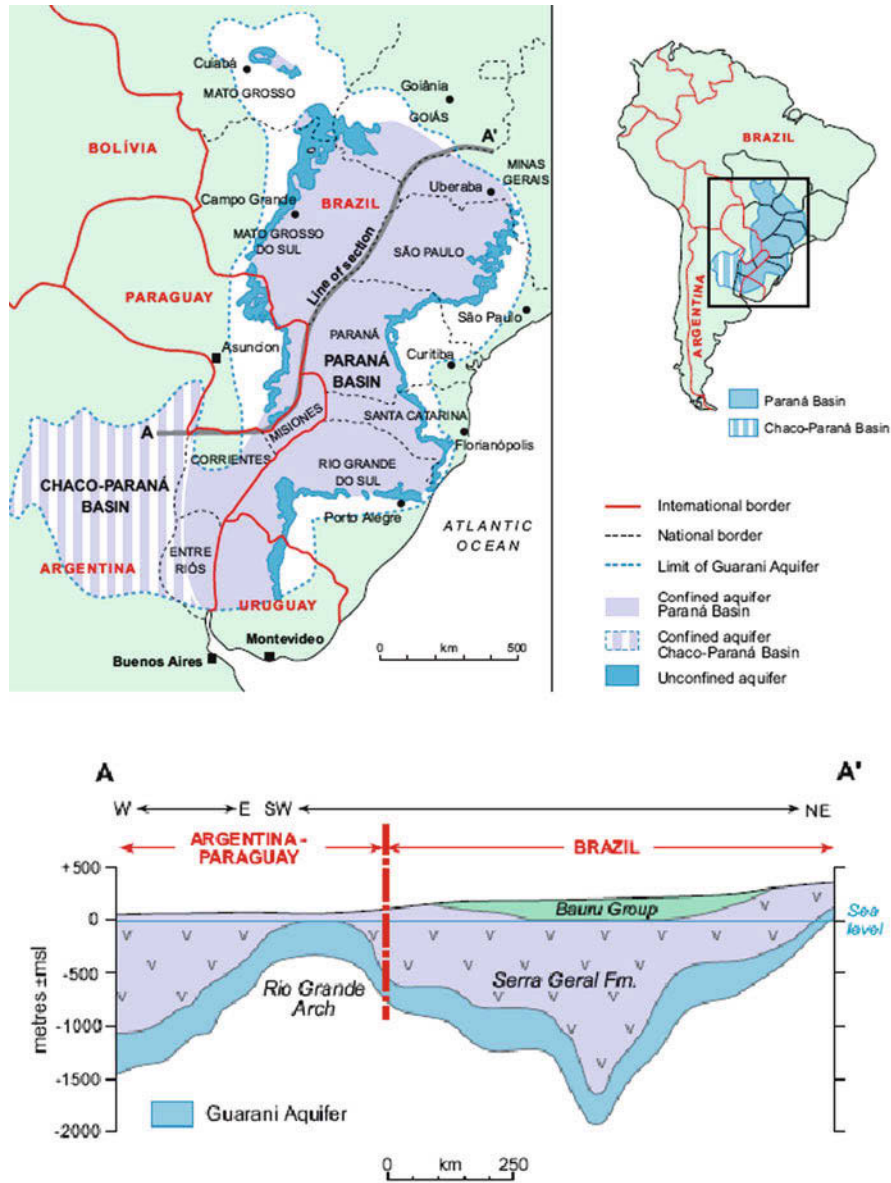 Cuiabá
MATO GROSSO
Goiânia
GOIÁS
A'
BOLÍVIA
MINAS
GERAIS
Uberaba
Campo Grande
BRAZIL
MATO GROSSO
DO SUL
SÃO PAULO
Line of section
PARAGUAY
São Paulo
PARANÁ
Asuncion
PARANÁ
BASIN
Curitiba
MISIONES
SANTA CATARINA
A
CORRIENTES
Florianópolis
CHACO-PARANÁ
BASIN
RIO GRANDE
DO SUL
Porto Alegre
ATLANTIC
OCEAN
ENTRE
RIÓS
ARGENTINA
URUGUAY
Montevideo
Buenos Aires
0 km 500
BRAZIL
ARGENTINA
Paraná Basin
Chaco-Paraná Basin
International border
National border
Limit of Guarani Aquifer
Confined aquifer
Paraná Basin
Confined aquifer
Chaco-Paraná Basin
Unconfined aquifer
A A'
W E SW NE
ARGENTINA-
PARAGUAY
BRAZIL
+500
0
-500
-1000
-1500
-2000
metres ±msl
Bauru Group
Sea
level
Rio Grande
Arch
Serra Geral Fm.
V V V V V V V V V V V V V V V V V V V V V V V V V V
Guarani Aquifer
0 km 250